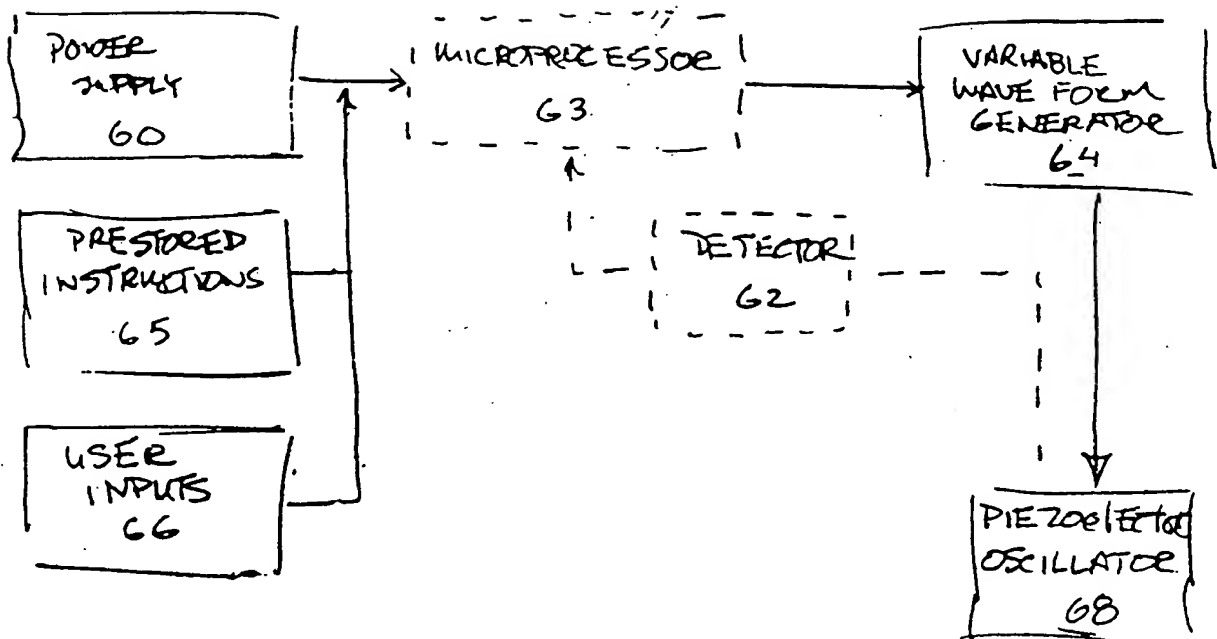 POWER
SUPPLY
60
MICROPROCESSOR
63
VARIABLE
WAVE FORM
GENERATOR
64
PRESTORED
INSTRUCTIONS
65
DETECTOR
62
USER
INPUTS
66
PIEZOelEctric
OSCILLATOR
68